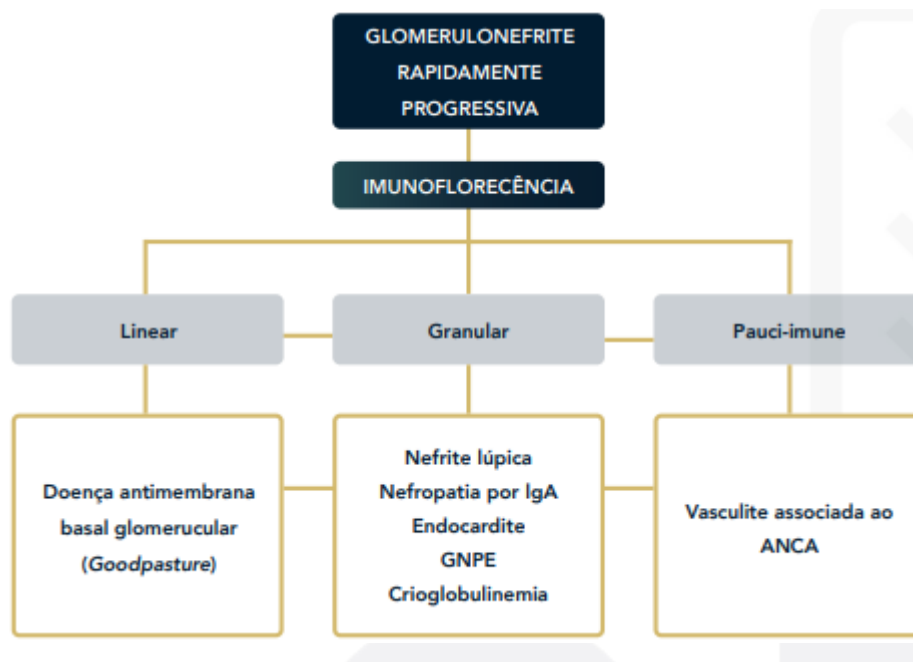 GLOMERULONEFRITE
RAPIDAMENTE
PROGRESSIVA
IMUNOFLORECÊNCIA
Linear
Granular
Pauci-imune
Doença antimembrana
basal glomerucular
(Goodpasture)
Nefrite lúpica
Nefropatia por IgA
Endocardite
GNPE
Crioglobulinemia
Vasculite associada ao
ANCA